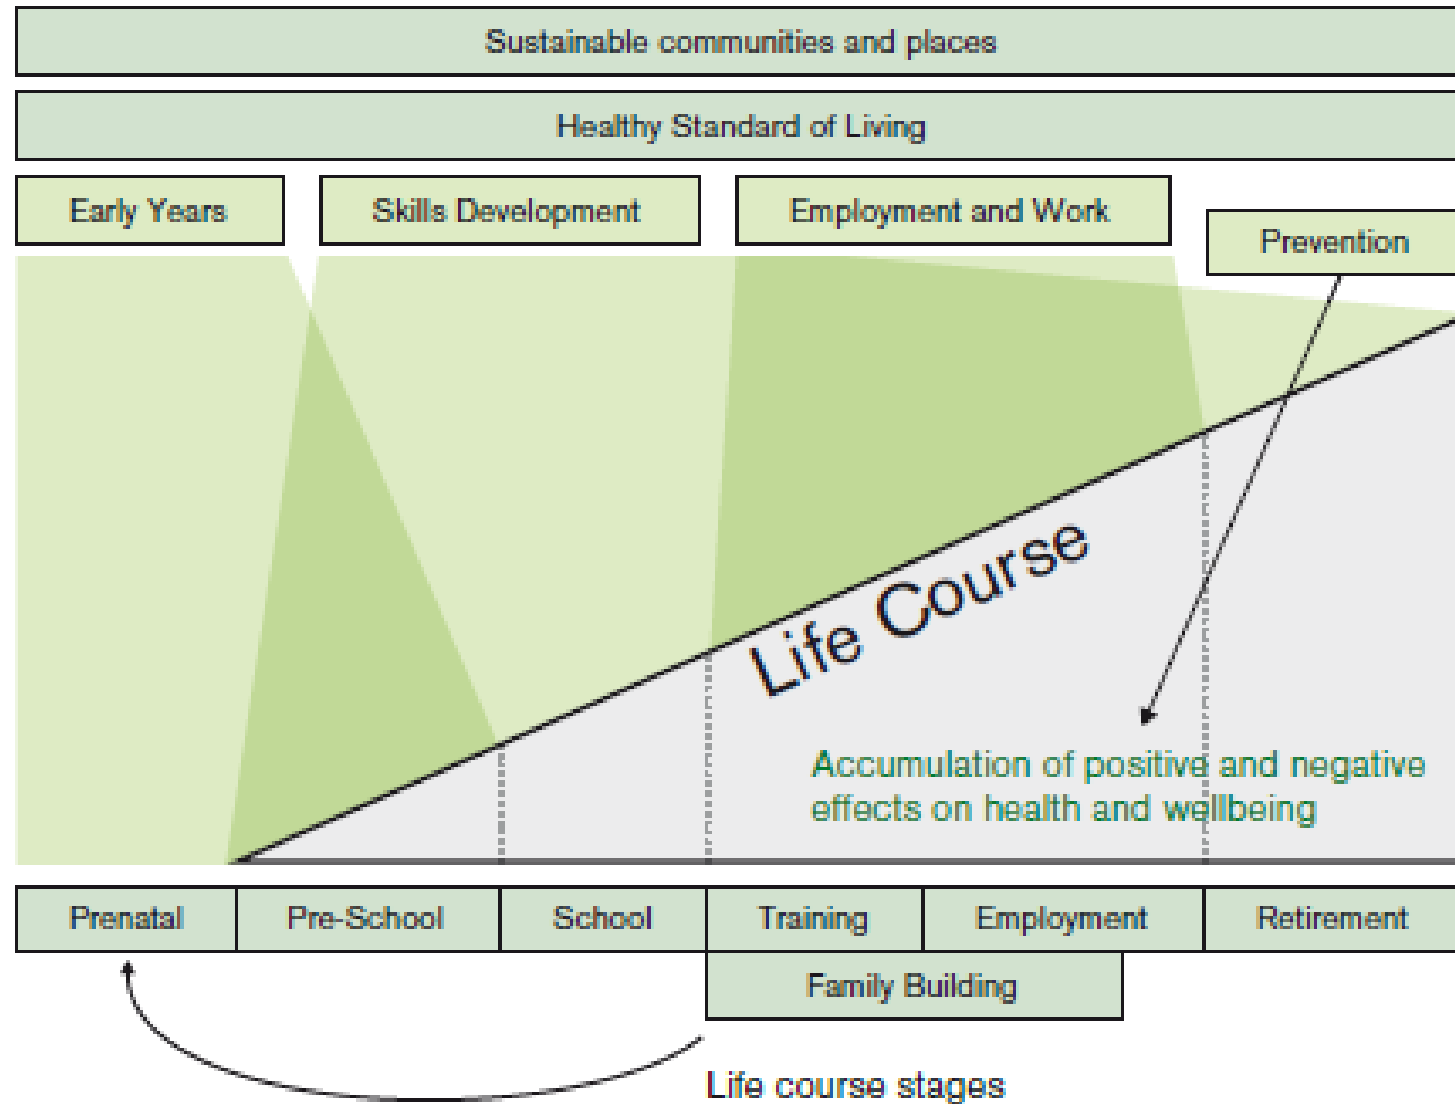 Sustainable communities and places
Healthy Standard of Living
Early Years
Skills Development
Employment and Work
Prevention
Life Course
Accumulation of positive and negative
effects on health and wellbeing
Prenatal
Pre-School
School
Training
Employment
Retirement
Family Building
Life course stages